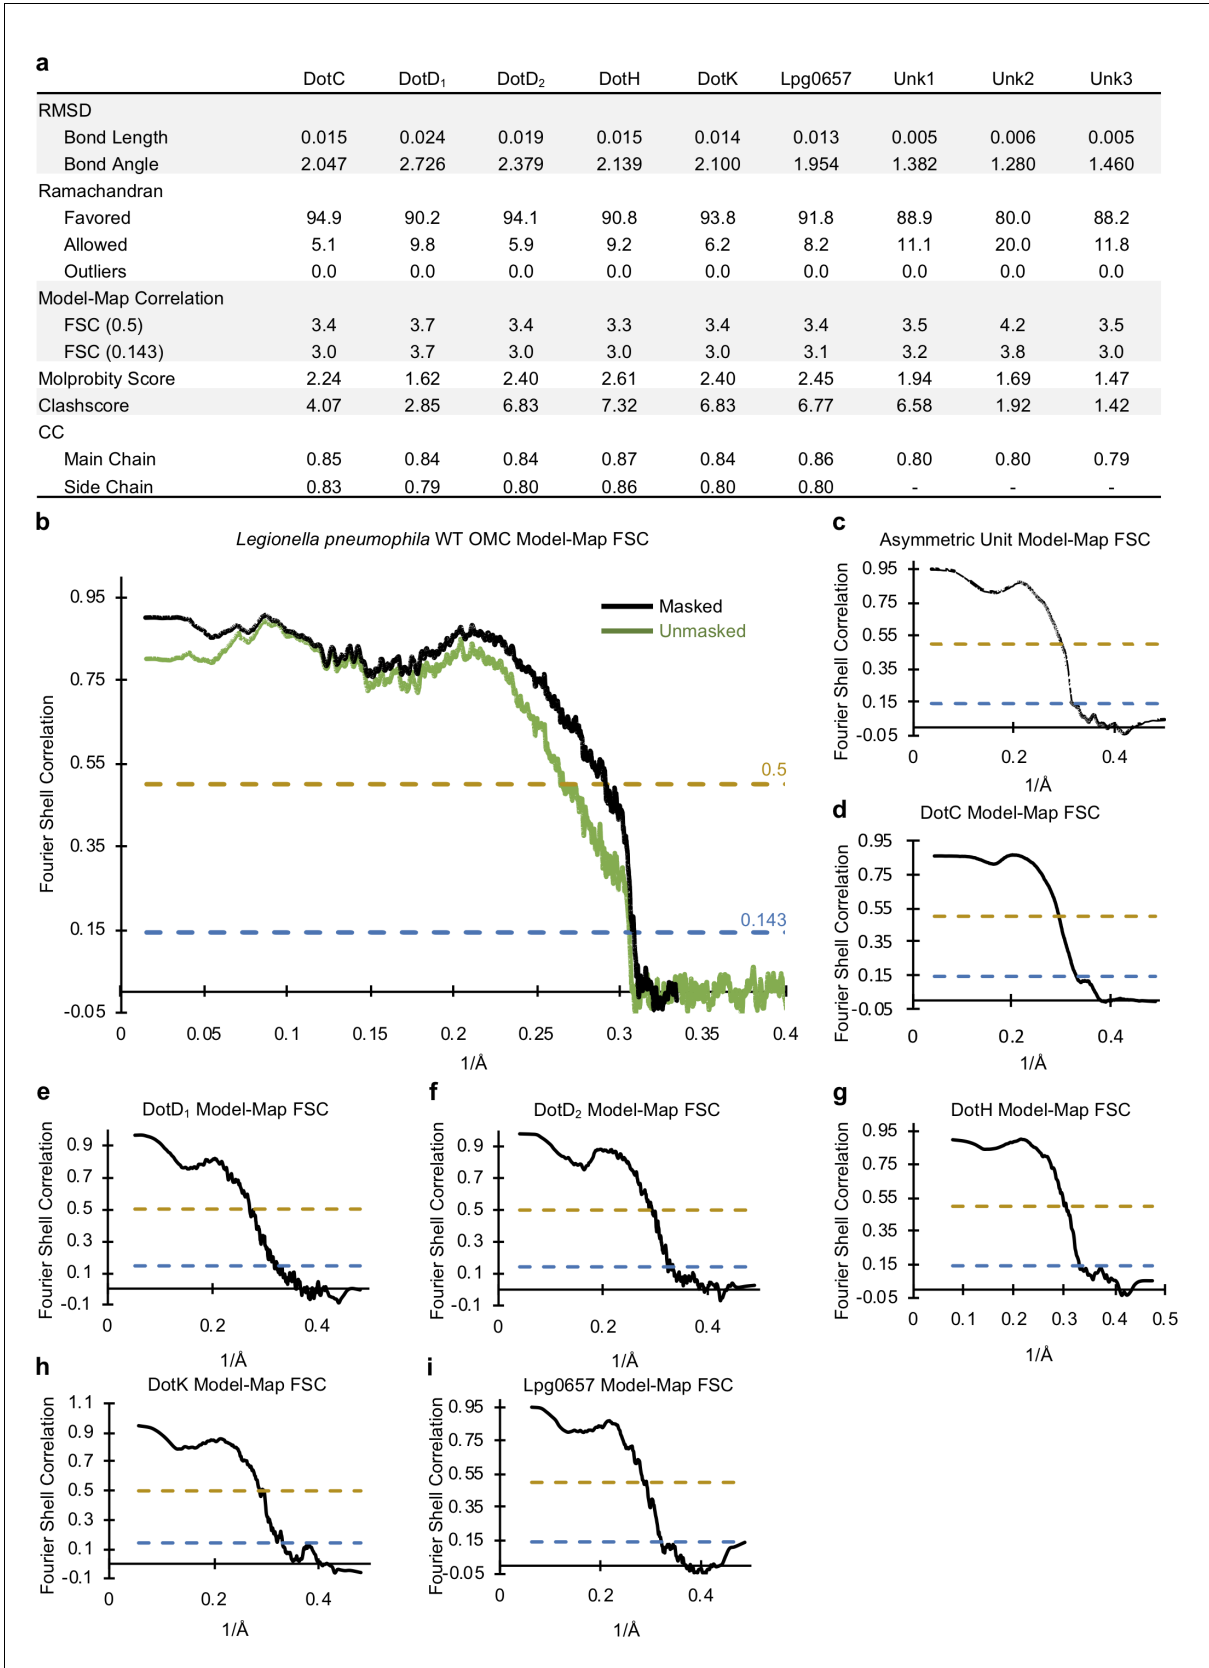 a
DotC DotD1 DotD2 DotH DotK Lpg0657 Unk1 Unk2 Unk3
RMSD
Bond Length 0.015 0.024 0.019 0.015 0.014 0.013 0.005 0.006 0.005
Bond Angle 2.047 2.726 2.379 2.139 2.100 1.954 1.382 1.280 1.460
Ramachandran
Favored 94.9 90.2 94.1 90.8 93.8 91.8 88.9 80.0 88.2
Allowed 5.1 9.8 5.9 9.2 6.2 8.2 11.1 20.0 11.8
Outliers 0.0 0.0 0.0 0.0 0.0 0.0 0.0 0.0 0.0
Model-Map Correlation
FSC (0.5) 3.4 3.7 3.4 3.3 3.4 3.4 3.5 4.2 3.5
FSC (0.143) 3.0 3.7 3.0 3.0 3.0 3.1 3.2 3.8 3.0
Molprobity Score 2.24 1.62 2.40 2.61 2.40 2.45 1.94 1.69 1.47
Clashscore 4.07 2.85 6.83 7.32 6.83 6.77 6.58 1.92 1.42
CC
Main Chain 0.85 0.84 0.84 0.87 0.84 0.86 0.80 0.80 0.79
Side Chain 0.83 0.79 0.80 0.86 0.80 0.80 - - -
b
Legionella pneumophila WT OMC Model-Map FSC
Fourier Shell Correlation
0.95
0.75
0.55
0.35
0.15
-0.05
Masked
Unmasked
0.5
0.143
0 0.05 0.1 0.15 0.2 0.25 0.3 0.35 0.4
1/Å
c
Asymmetric Unit Model-Map FSC
Fourier Shell Correlation
0.95
0.75
0.55
0.35
0.15
-0.05
0 0.2 0.4
1/Å
d
DotC Model-Map FSC
Fourier Shell Correlation
0.95
0.75
0.55
0.35
0.15
-0.05
0 0.2 0.4
1/Å
e
DotD1 Model-Map FSC
Fourier Shell Correlation
0.9
0.7
0.5
0.3
0.1
-0.1
0 0.2 0.4
1/Å
f
DotD2 Model-Map FSC
Fourier Shell Correlation
0.9
0.7
0.5
0.3
0.1
-0.1
0 0.2 0.4
1/Å
g
DotH Model-Map FSC
Fourier Shell Correlation
0.95
0.75
0.55
0.35
0.15
-0.05
0 0.1 0.2 0.3 0.4 0.5
1/Å
h
DotK Model-Map FSC
Fourier Shell Correlation
1.1
0.9
0.7
0.5
0.3
0.1
-0.1
0 0.2 0.4
1/Å
i
Lpg0657 Model-Map FSC
Fourier Shell Correlation
0.95
0.75
0.55
0.35
0.15
-0.05
0 0.2 0.4
1/Å